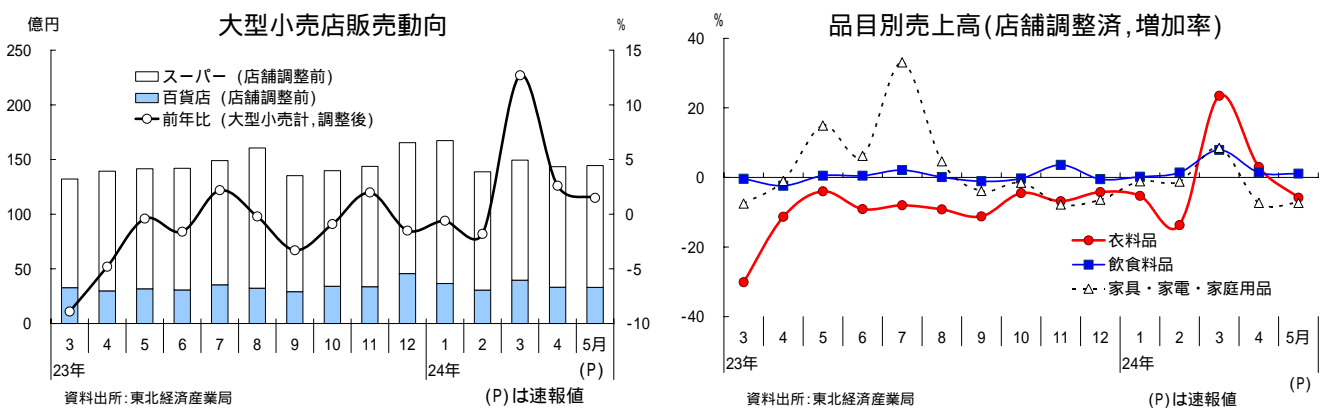 大型小売店販売動向
億円
%
250
200
150
100
50
0
15
10
5
0
-5
-10
スーパー (店舗調整前)
百貨店 (店舗調整前)
前年比 (大型小売計,調整後)
3 4 5 6 7 8 9 10 11 12 1 2 3 4 5月
23年 24年 (P)
資料出所:東北経済産業局 (P)は速報値
品目別売上高(店舗調整済,増加率)
%
40
20
0
-20
-40
衣料品
飲食料品
家具・家電・家庭用品
3 4 5 6 7 8 9 10 11 12 1 2 3 4 5月
23年 24年 (P)
資料出所:東北経済産業局 (P)は速報値